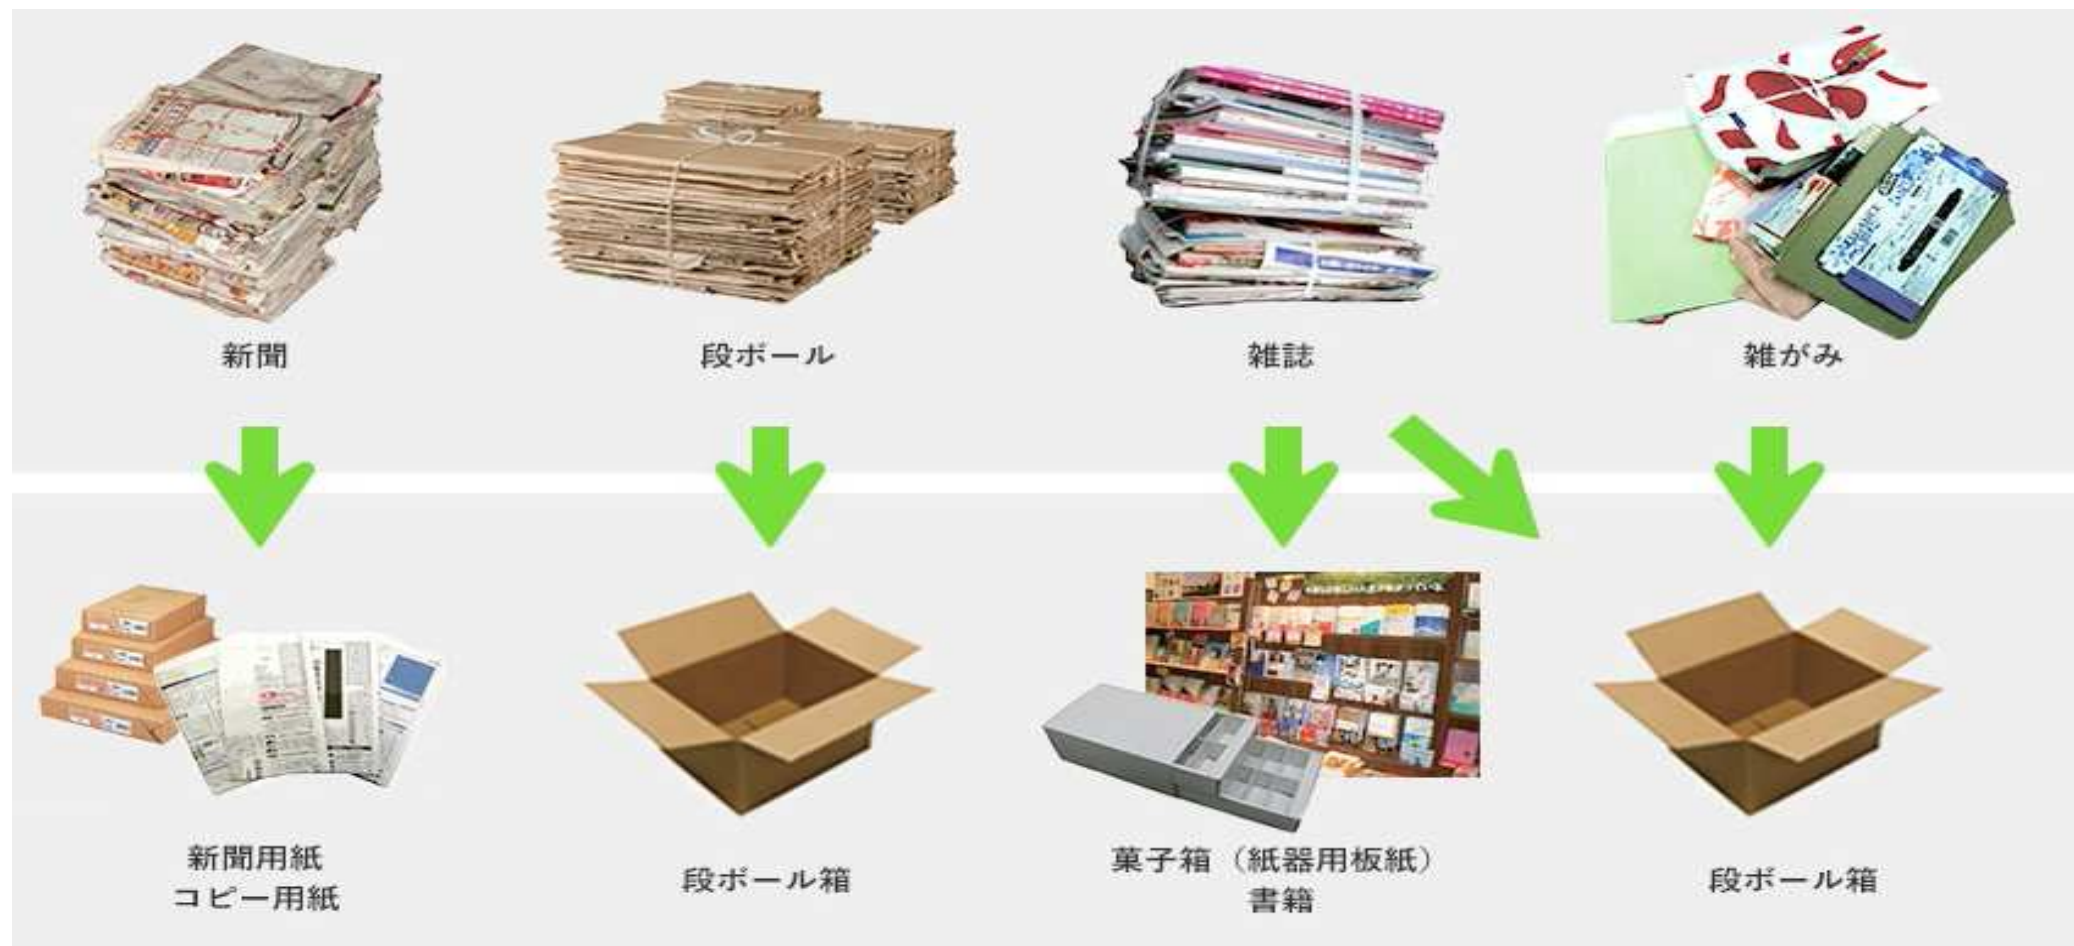 新聞
段ボール
雑誌
雑がみ
新聞用紙
コピー用紙
段ボール箱
菓子箱（紙器用板紙）
書籍
段ボール箱